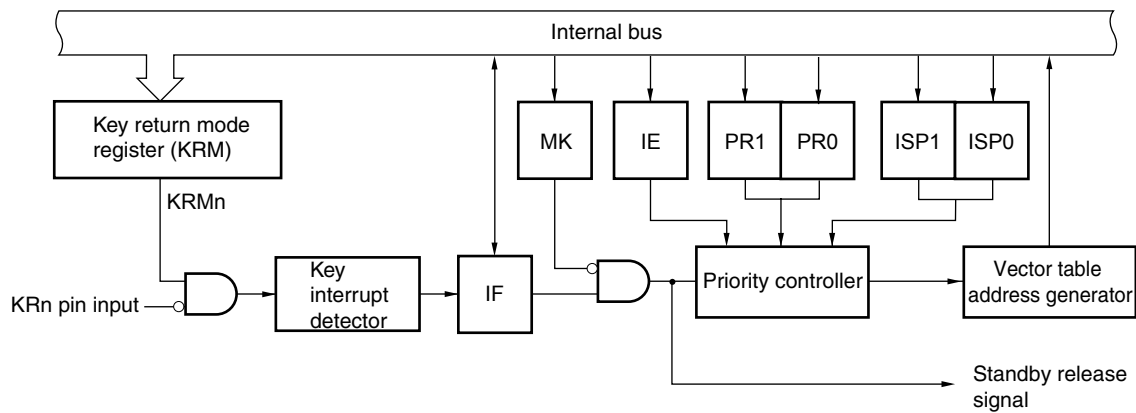 Internal bus
Key return mode
register (KRM)
MK
IE
PR1
PR0
ISP1
ISP0
KRMn
KRn pin input
Key
interrupt
detector
IF
Priority controller
Vector table
address generator
Standby release
signal